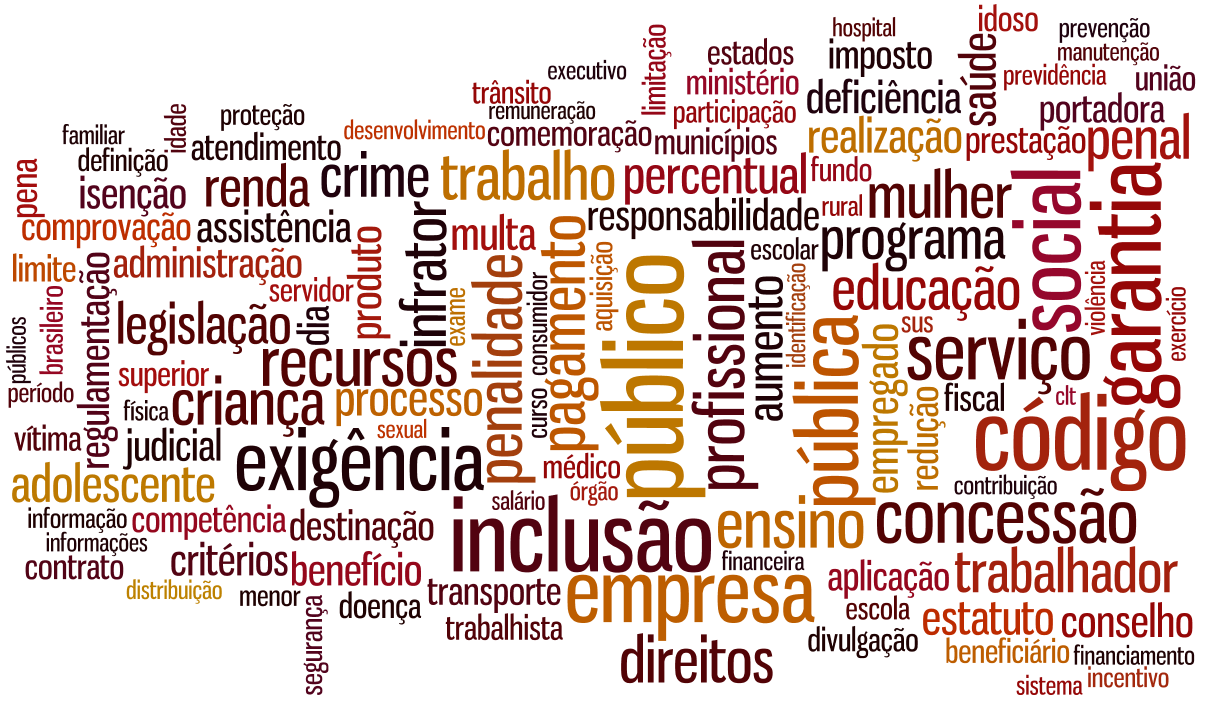 hospital
idoso
prevenção
manutenção
estados
imposto
saúde
limitação
executivo
ministério
previdência
união
trânsito
remuneração
participação
deficiência
portadora
proteção
idade
familiar
desenvolvimento
comemoração
municípios
realização
prestação
penal
definição
atendimento
pena
isenção
renda
crime
trabalho
percentual
fundo
mulher
social
garantia
comprovação
assistência
infrator
multa
pagamento
responsabilidade
rural
programa
limite
administração
produto
servidor
penalidade
público
profissional
escolar
educação
violência
exercício
brasileiro
regulamentação
legislação
dia
exame
consumidor
aquisição
aumento
identificação
sus
públicos
período
superior
recursos
curso
pública
empregado
serviço
física
criança
processo
redução
fiscal
clt
código
vítima
judicial
sexual
exigência
médico
órgão
adolescente
salário
contribuição
informação
competência
destinação
inclusão
ensino
concessão
informações
contrato
critérios
benefício
financeira
distribuição
menor
segurança
doença
transporte
empresa
aplicação
trabalhador
trabalhista
escola
estatuto
conselho
direitos
divulgação
beneficiário
financiamento
sistema
incentivo